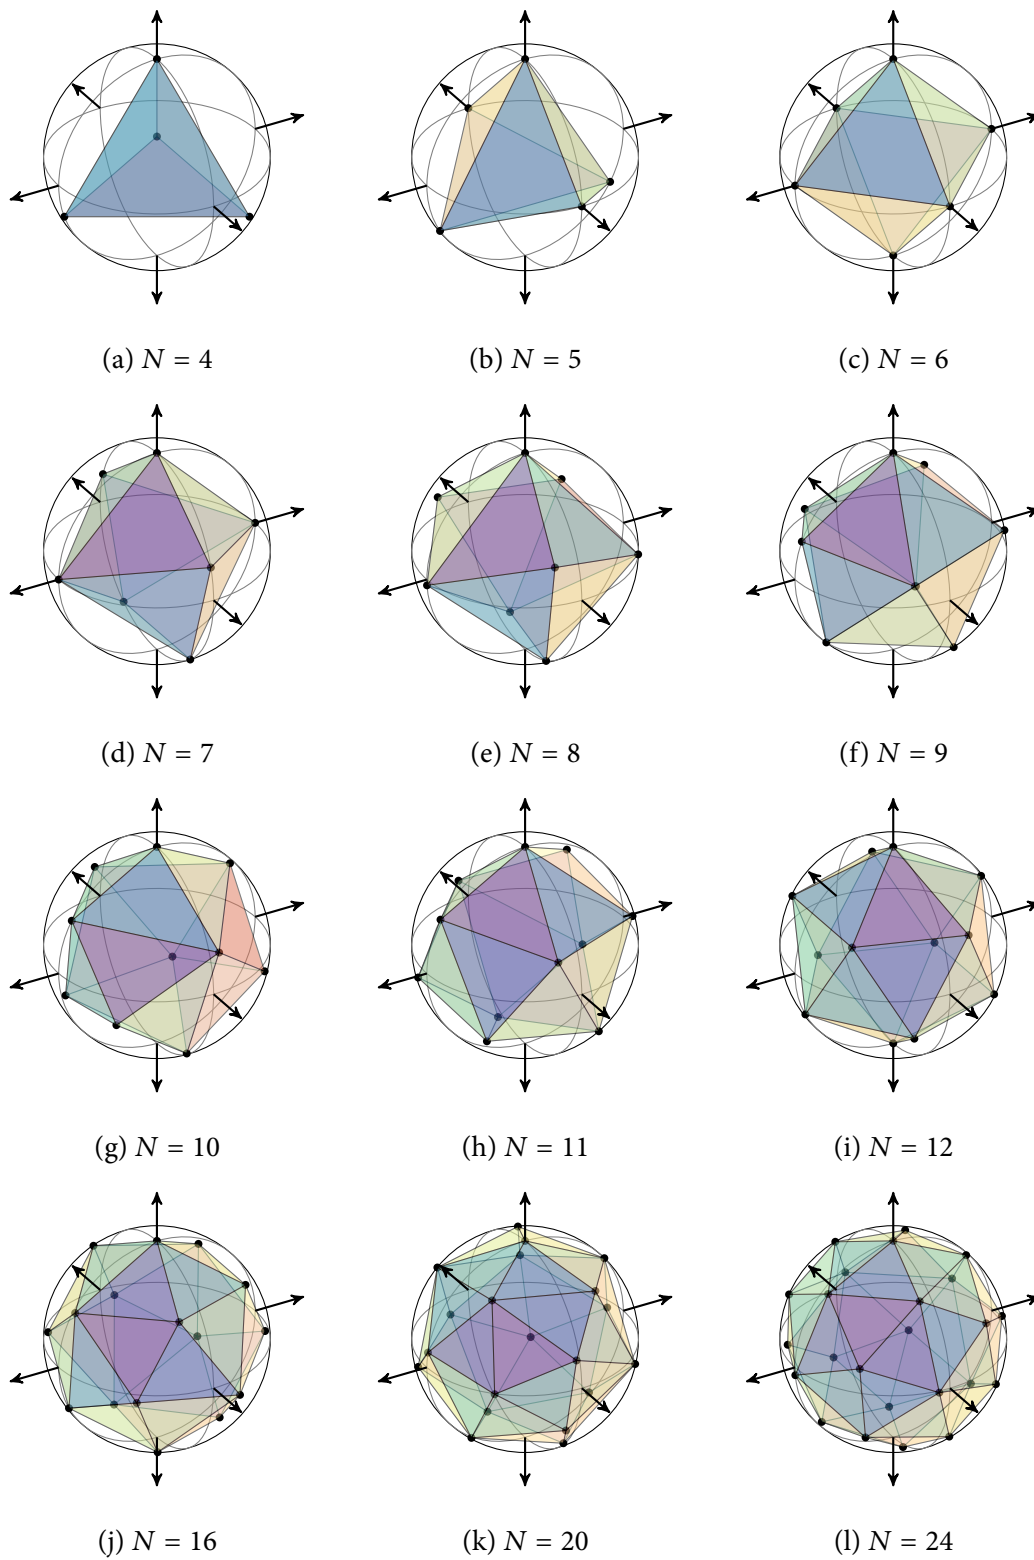 (a) N = 4 (b) N = 5 (c) N = 6
(d) N = 7 (e) N = 8 (f) N = 9
(g) N = 10 (h) N = 11 (i) N = 12
(j) N = 16 (k) N = 20 (l) N = 24